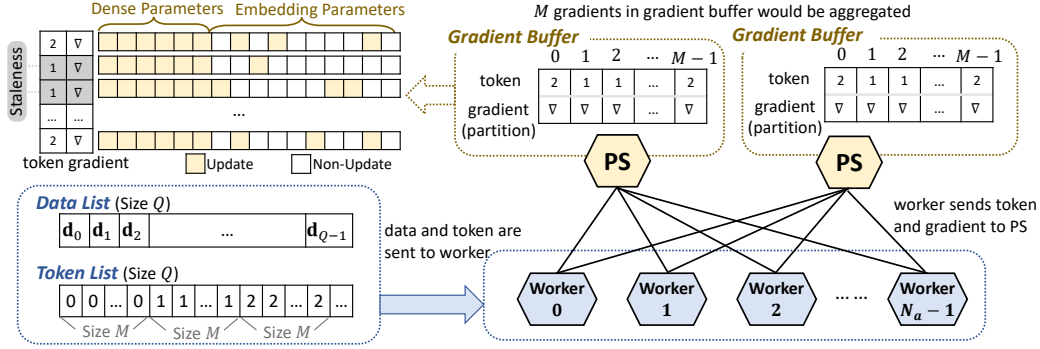 Dense Parameters Embedding Parameters
M gradients in gradient buffer would be aggregated
Staleness
2 ∇
1 ∇
1 ∇
... ...
2 ∇
...
token gradient
Update Non-Update
Gradient Buffer
0 1 2 ... M − 1
token 2 1 1 ... 2
gradient ∇ ∇ ∇ ... ∇
(partition)
PS
Gradient Buffer
0 1 2 ... M − 1
token 2 1 1 ... 2
gradient ∇ ∇ ∇ ... ∇
(partition)
PS
Data List (Size Q)
d0 d1 d2 ... dQ−1
Token List (Size Q)
0 0 ... 0 1 1 ... 1 2 2 ... 2 ...
Size M Size M Size M
data and token are
sent to worker
worker sends token
and gradient to PS
Worker
0
Worker
1
Worker
2
... ...
Worker
Na − 1